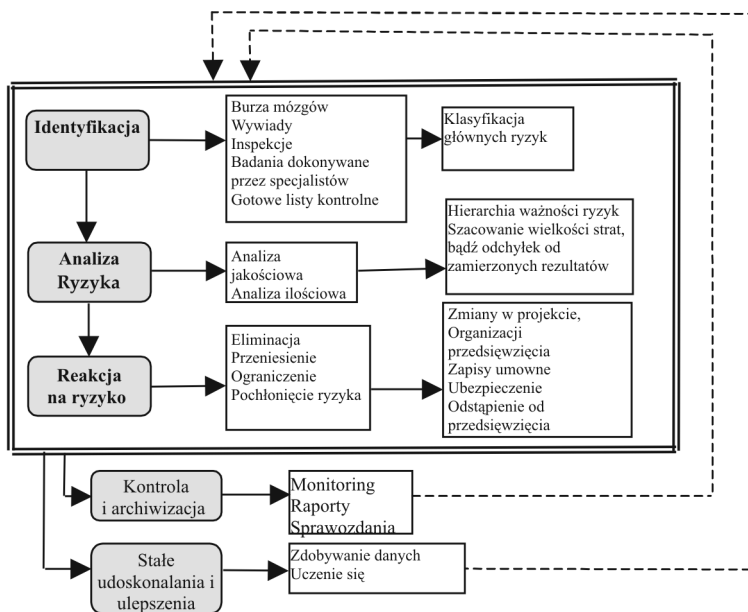 Identyfikacja
Burza mózgów
Wywiady
Inspekcje
Badania dokonywane
przez specjalistów
Gotowe listy kontrolne
Klasyfikacja
głównych ryzyk
Analiza
Ryzyka
Analiza
jakościowa
Analiza ilościowa
Hierarchia ważności ryzyk
Szacowanie wielkości strat,
bądź odchyłek od
zamierzonych rezultatów
Reakcja
na ryzyko
Eliminacja
Przeniesienie
Ograniczenie
Pochłonięcie ryzyka
Zmiany w projekcie,
Organizacji
przedsięwzięcia
Zapisy umowne
Ubezpieczenie
Odstąpienie od
przedsięwzięcia
Kontrola
i archiwizacja
Monitoring
Raporty
Sprawozdania
Stałe
udoskonalania i
ulepszenia
Zdobywanie danych
Uczenie się